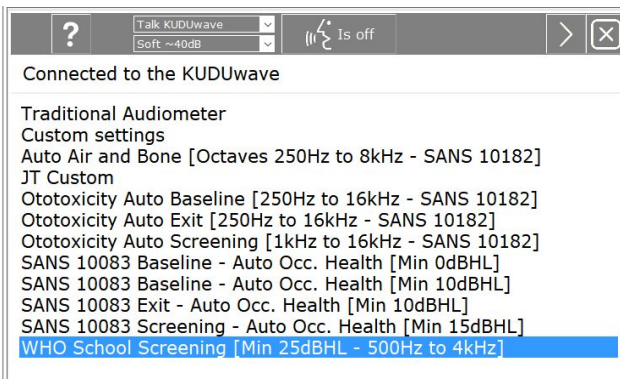 ?
Talk KUDUwave
Soft ~40dB
Is off
Connected to the KUDUwave
Traditional Audiometer
Custom settings
Auto Air and Bone [Octaves 250Hz to 8kHz - SANS 10182]
JT Custom
Ototoxicity Auto Baseline [250Hz to 16kHz - SANS 10182]
Ototoxicity Auto Exit [250Hz to 16kHz - SANS 10182]
Ototoxicity Auto Screening [1kHz to 16kHz - SANS 10182]
SANS 10083 Baseline - Auto Occ. Health [Min 0dBHL]
SANS 10083 Baseline - Auto Occ. Health [Min 10dBHL]
SANS 10083 Exit - Auto Occ. Health [Min 10dBHL]
SANS 10083 Screening - Auto Occ. Health [Min 15dBHL]
WHO School Screening [Min 25dBHL - 500Hz to 4kHz]